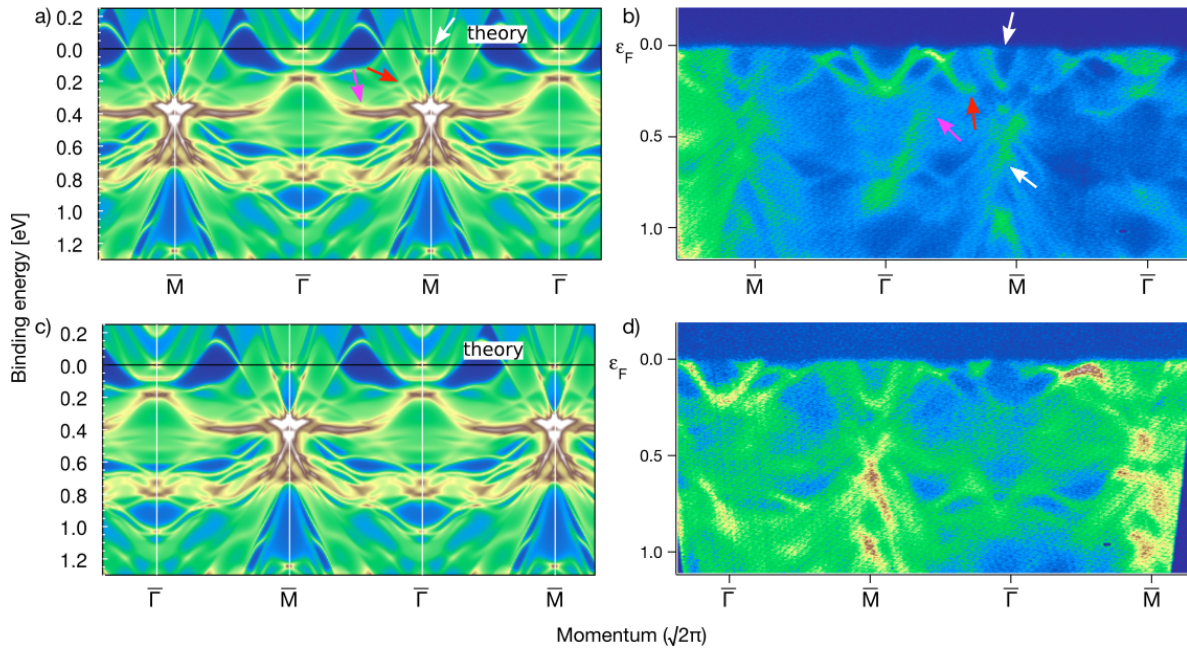 a)
theory
0.2
0.0
0.2
0.4
0.6
0.8
1.0
1.2
M̅ Γ̅ M̅ Γ̅
b)
0.0
εF
0.5
1.0
M̅ Γ̅ M̅ Γ̅
Binding energy [eV]
c)
theory
0.2
0.0
0.2
0.4
0.6
0.8
1.0
1.2
Γ̅ M̅ Γ̅ M̅
d)
0.0
εF
0.5
1.0
Γ̅ M̅ Γ̅ M̅
Momentum (√2π)